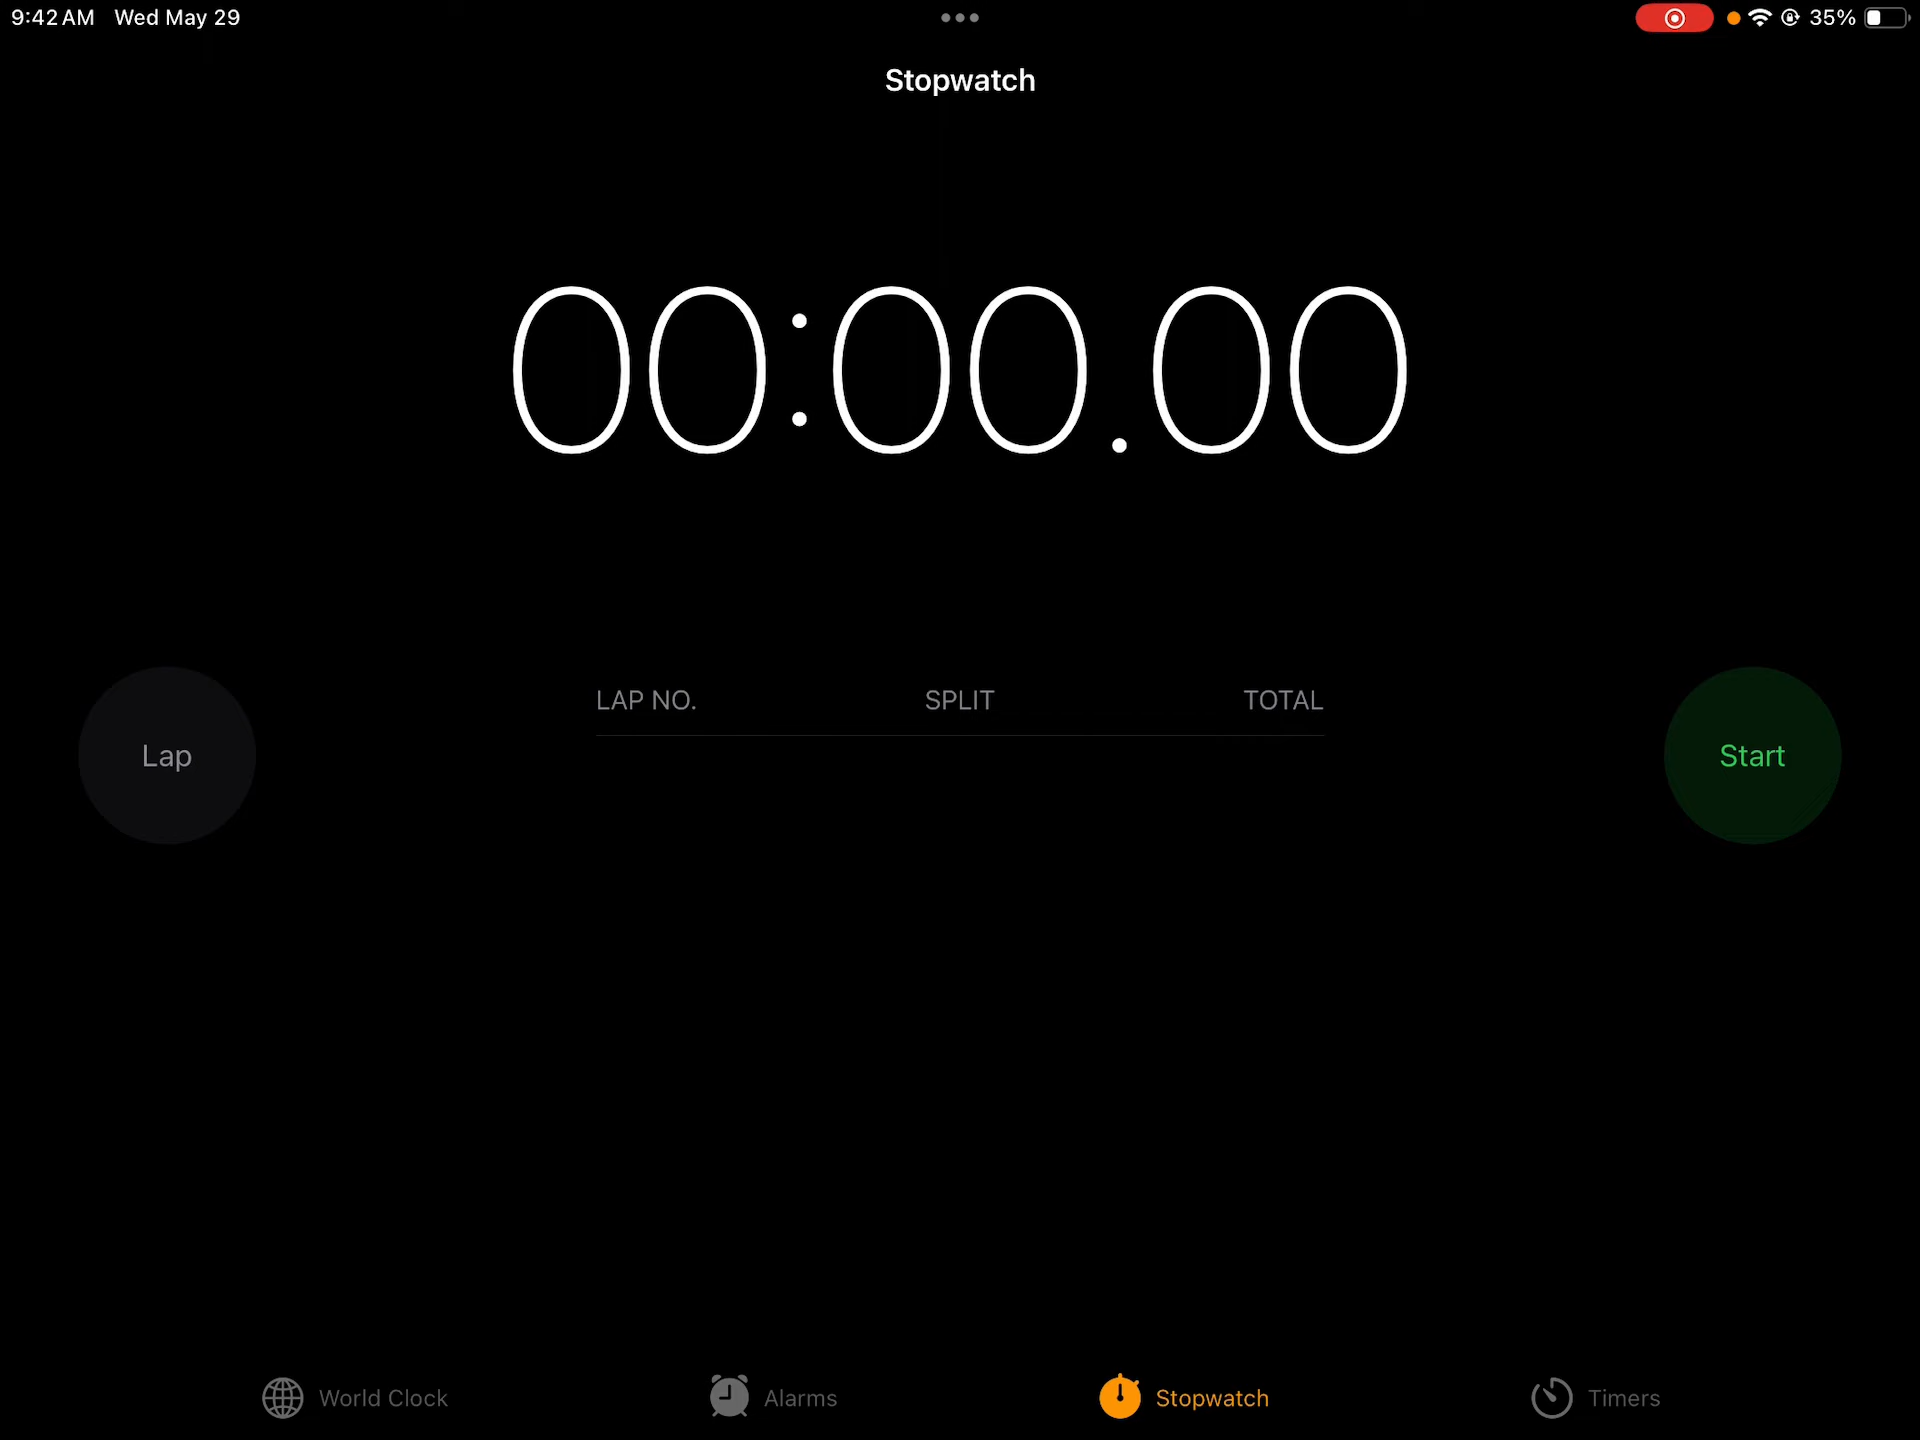 9:42 AM Wed May 29
35%
Stopwatch
00:00.00
LAP NO. SPLIT TOTAL
Lap
Start
World Clock
Alarms
Stopwatch
Timers